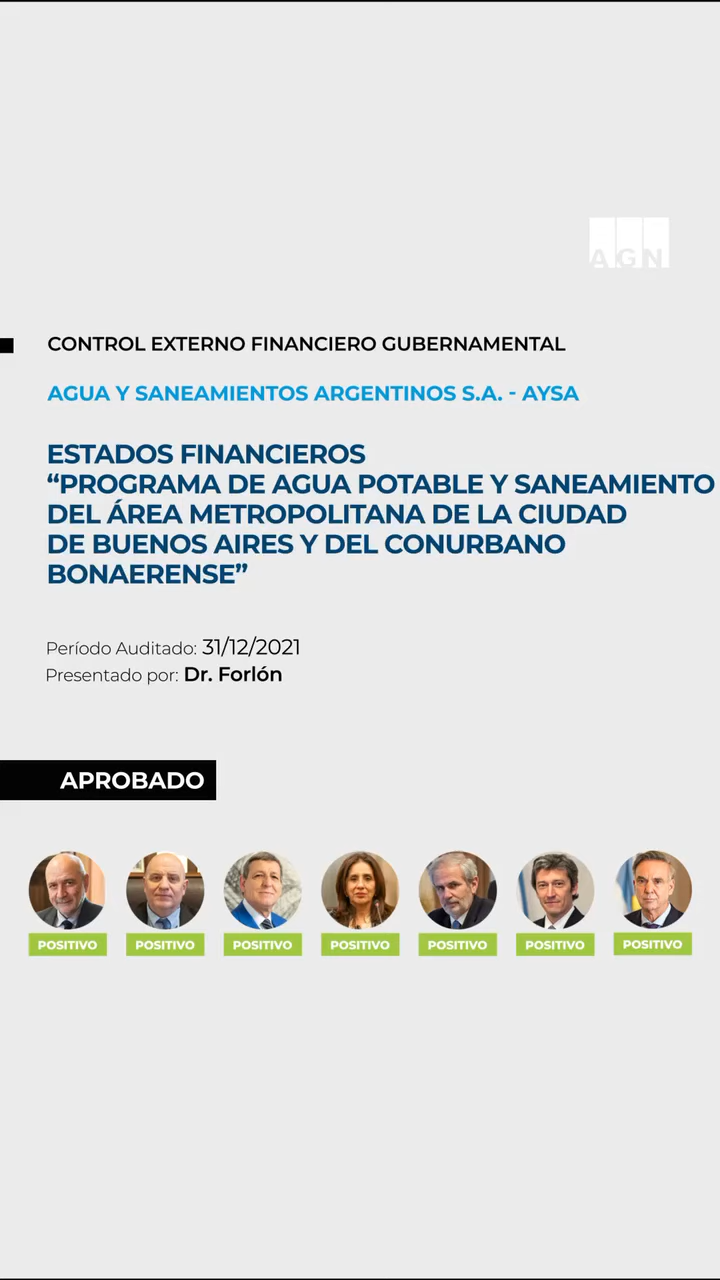 AGN
CONTROL EXTERNO FINANCIERO GUBERNAMENTAL
AGUA Y SANEAMIENTOS ARGENTINOS S.A. - AYSA
ESTADOS FINANCIEROS
“PROGRAMA DE AGUA POTABLE Y SANEAMIENTO
DEL ÁREA METROPOLITANA DE LA CIUDAD
DE BUENOS AIRES Y DEL CONURBANO
BONAERENSE”
Período Auditado: 31/12/2021
Presentado por: Dr. Forlón
APROBADO
POSITIVO POSITIVO POSITIVO POSITIVO POSITIVO POSITIVO POSITIVO